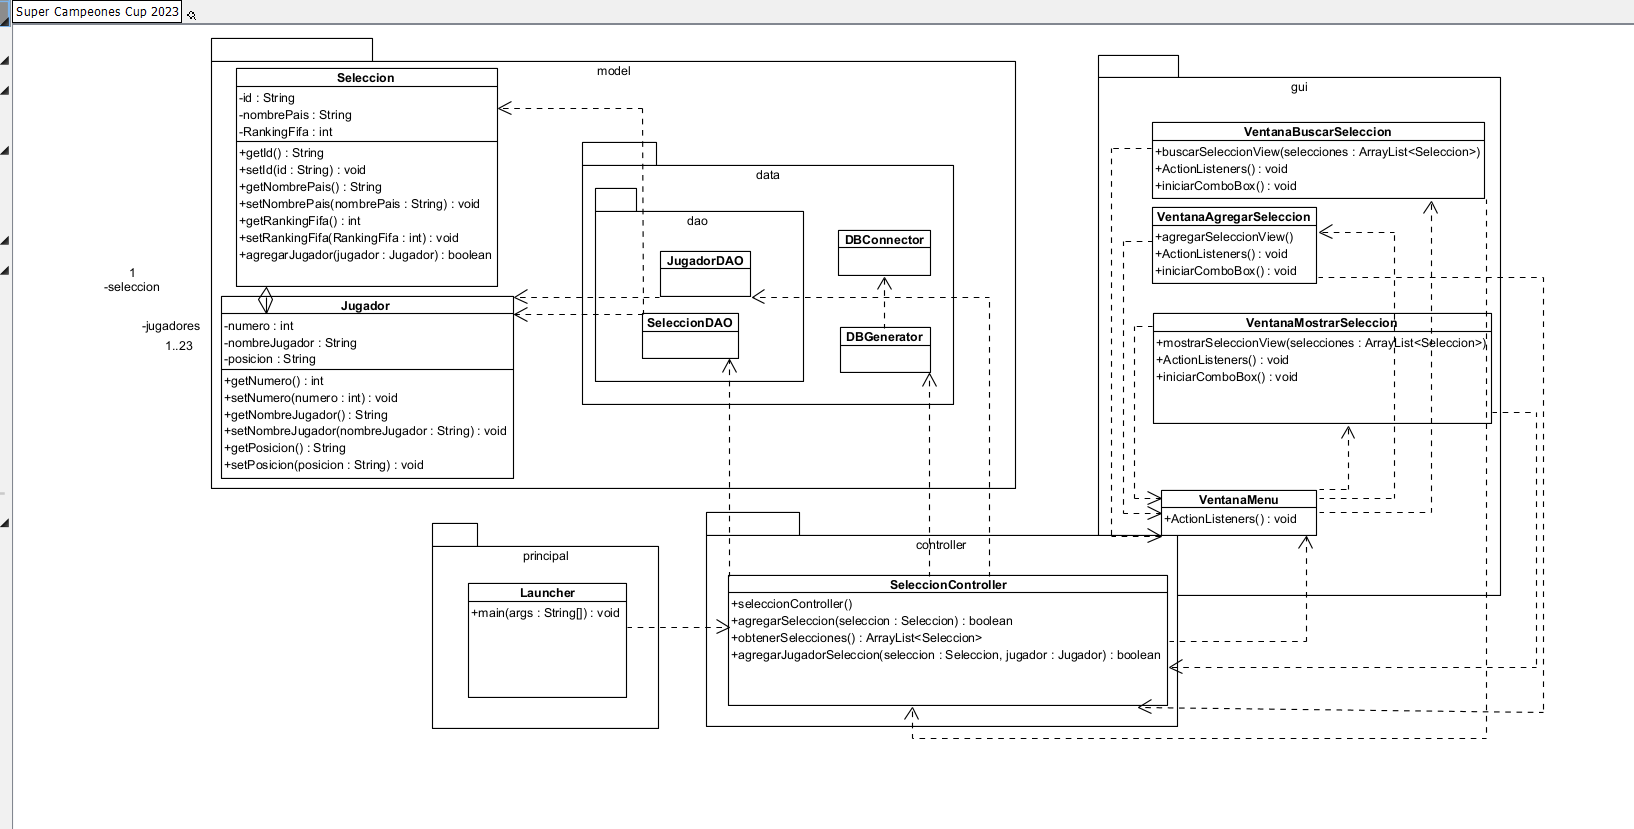 Super Campeones Cup 2023
model
Seleccion
-id : String
-nombrePais : String
-RankingFifa : int
+getId() : String
+setId(id : String) : void
+getNombrePais() : String
+setNombrePais(nombrePais : String) : void
+getRankingFifa() : int
+setRankingFifa(RankingFifa : int) : void
+agregarJugador(jugador : Jugador) : boolean
1
-seleccion
-jugadores
1..23
Jugador
-numero : int
-nombreJugador : String
-posicion : String
+getNumero() : int
+setNumero(numero : int) : void
+getNombreJugador() : String
+setNombreJugador(nombreJugador : String) : void
+getPosicion() : String
+setPosicion(posicion : String) : void
data
dao
JugadorDAO
SeleccionDAO
DBConnector
DBGenerator
gui
VentanaBuscarSeleccion
+buscarSeleccionView(selecciones : ArrayList<Seleccion>)
+ActionListeners() : void
+iniciarComboBox() : void
VentanaAgregarSeleccion
+agregarSeleccionView()
+ActionListeners() : void
+iniciarComboBox() : void
VentanaMostrarSeleccion
+mostrarSeleccionView(selecciones : ArrayList<Seleccion>)
+ActionListeners() : void
+iniciarComboBox() : void
VentanaMenu
+ActionListeners() : void
principal
Launcher
+main(args : String[]) : void
controller
SeleccionController
+seleccionController()
+agregarSeleccion(seleccion : Seleccion) : boolean
+obtenerSelecciones() : ArrayList<Seleccion>
+agregarJugadorSeleccion(seleccion : Seleccion, jugador : Jugador) : boolean